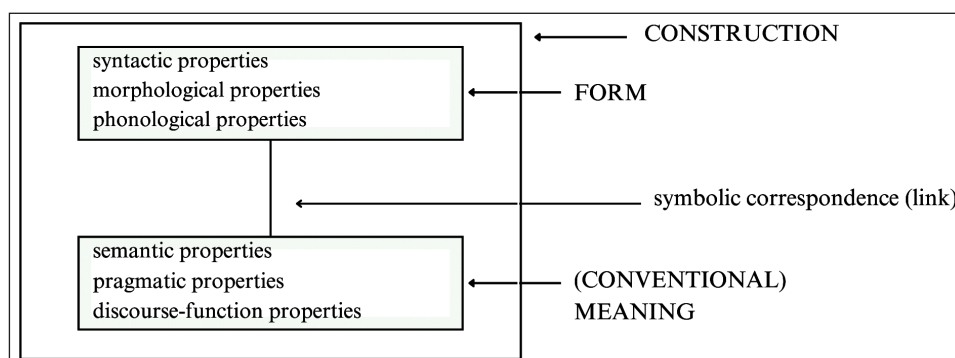 CONSTRUCTION
syntactic properties
morphological properties
phonological properties
FORM
symbolic correspondence (link)
semantic properties
pragmatic properties
discourse-function properties
(CONVENTIONAL)
MEANING